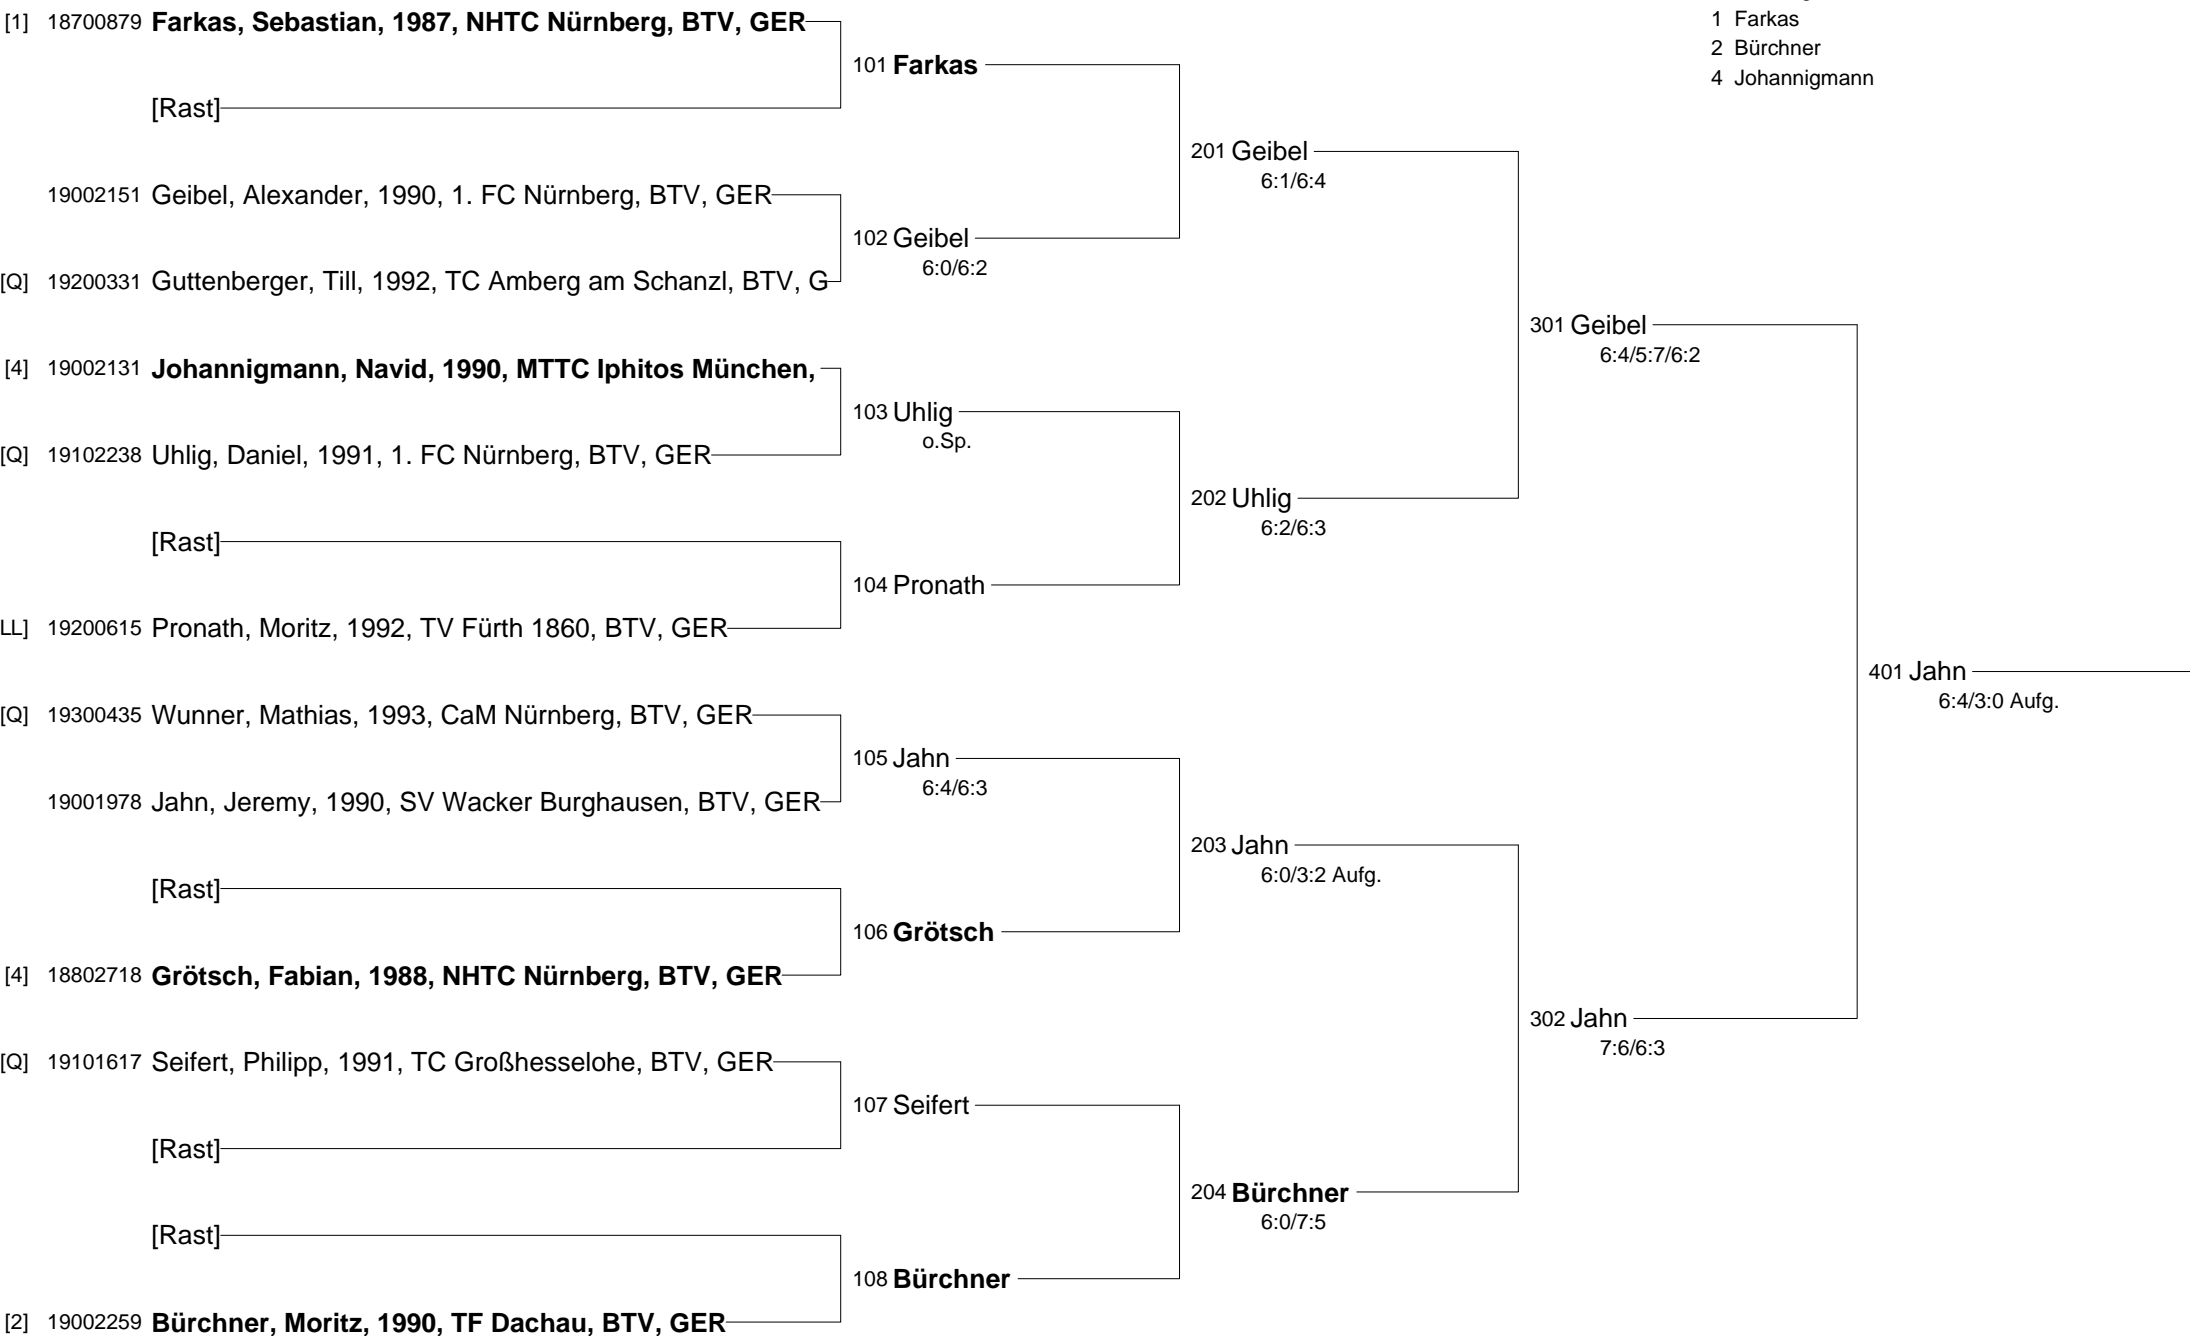 [1] 18700879 Farkas, Sebastian, 1987, NHTC Nürnberg, BTV, GER
1 Farkas
2 Bürchner
4 Johannigmann
101 Farkas
[Rast]
201 Geibel
6:1/6:4
19002151 Geibel, Alexander, 1990, 1. FC Nürnberg, BTV, GER
102 Geibel
6:0/6:2
[Q] 19200331 Guttenberger, Till, 1992, TC Amberg am Schanzl, BTV, G
301 Geibel
6:4/5:7/6:2
[4] 19002131 Johannigmann, Navid, 1990, MTTC Iphitos München,
103 Uhlig
o.Sp.
[Q] 19102238 Uhlig, Daniel, 1991, 1. FC Nürnberg, BTV, GER
202 Uhlig
6:2/6:3
[Rast]
104 Pronath
LL] 19200615 Pronath, Moritz, 1992, TV Fürth 1860, BTV, GER
401 Jahn
6:4/3:0 Aufg.
[Q] 19300435 Wunner, Mathias, 1993, CaM Nürnberg, BTV, GER
105 Jahn
6:4/6:3
19001978 Jahn, Jeremy, 1990, SV Wacker Burghausen, BTV, GER
203 Jahn
6:0/3:2 Aufg.
[Rast]
106 Grötsch
[4] 18802718 Grötsch, Fabian, 1988, NHTC Nürnberg, BTV, GER
302 Jahn
7:6/6:3
[Q] 19101617 Seifert, Philipp, 1991, TC Großhesselohe, BTV, GER
107 Seifert
[Rast]
204 Bürchner
6:0/7:5
[Rast]
108 Bürchner
[2] 19002259 Bürchner, Moritz, 1990, TF Dachau, BTV, GER